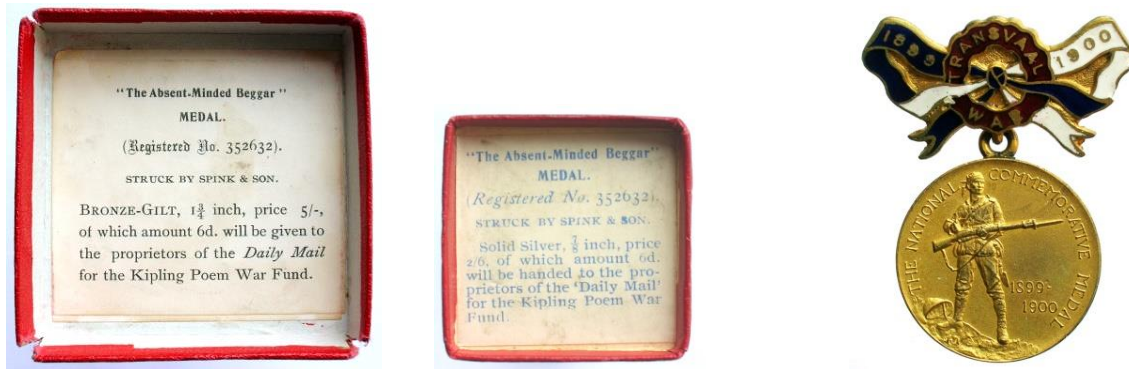 "The Absent-Minded Beggar"
MEDAL.
(Registered No. 352632).
STRUCK BY SPINK & SON.
BRONZE-GILT, 1¾ inch, price 5/-,
of which amount 6d. will be given to
the proprietors of the Daily Mail
for the Kipling Poem War Fund.
"The Absent-Minded Beggar"
MEDAL.
(Registered No. 352632).
STRUCK BY SPINK & SON.
Solid Silver, ⅞ inch, price
2/6, of which amount 6d.
will be handed to the pro-
prietors of the 'Daily Mail'
for the Kipling Poem War
Fund.
1899
1900
TRANSVAAL
WAR
THE NATIONAL COMMEMORATIVE MEDAL
1899-
1900